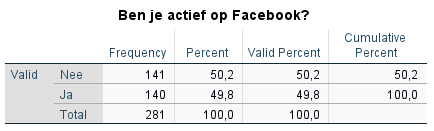 Ben je actief op Facebook?
Frequency Percent Valid Percent Cumulative Percent
Valid Nee 141 50,2 50,2 50,2
Ja 140 49,8 49,8 100,0
Total 281 100,0 100,0